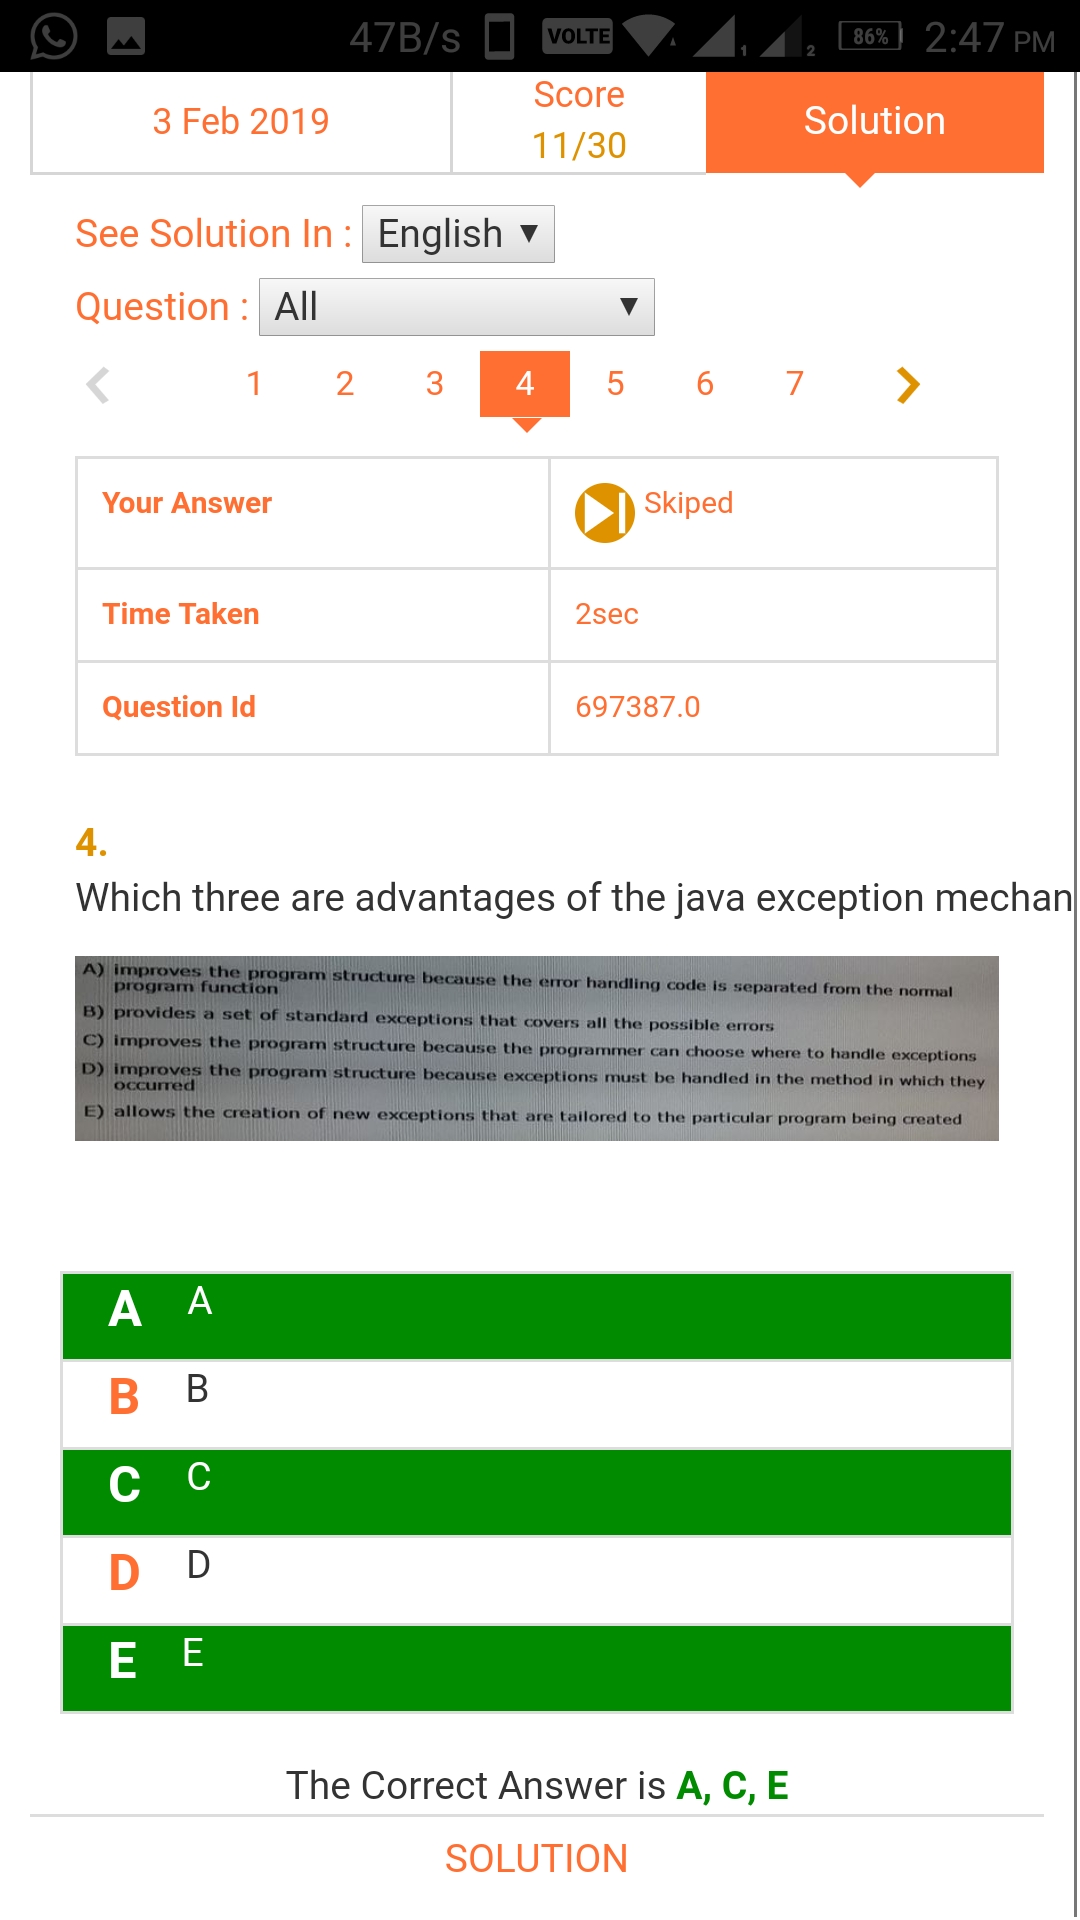 47B/s VOLTE 1 2 86% 2:47 PM
3 Feb 2019
Score
11/30
Solution
See Solution In : English ▼
Question : All ▼
1 2 3 4 5 6 7
Your Answer Skiped
Time Taken 2sec
Question Id 697387.0
4.
Which three are advantages of the java exception mechan
A) improves the program structure because the error handling code is separated from the normal
program function
B) provides a set of standard exceptions that covers all the possible errors
C) improves the program structure because the programmer can choose where to handle exceptions
D) improves the program structure because exceptions must be handled in the method in which they
occurred
E) allows the creation of new exceptions that are tailored to the particular program being created
A A
B B
C C
D D
E E
The Correct Answer is A, C, E
SOLUTION